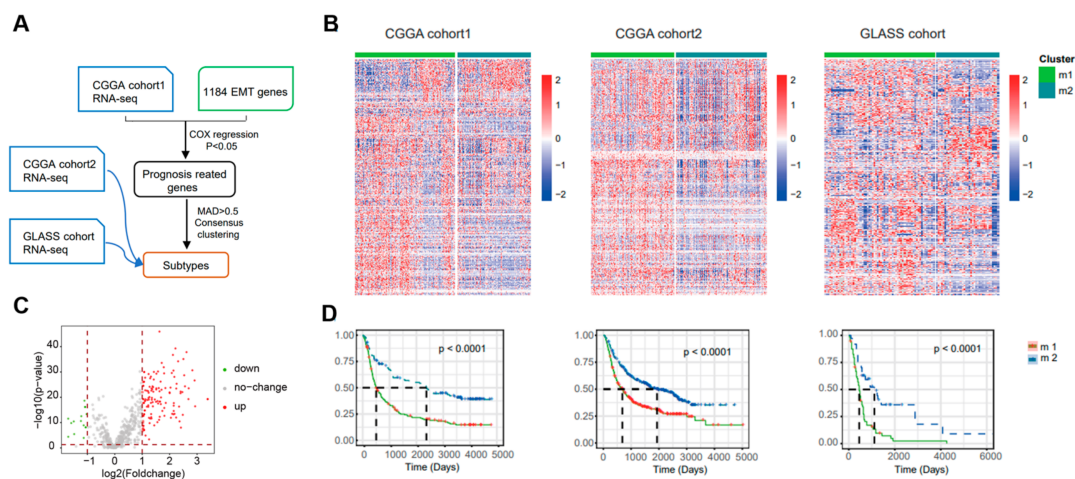 A
CGGA cohort1
RNA-seq
1184 EMT genes
COX regression
P<0.05
CGGA cohort2
RNA-seq
Prognosis reated
genes
MAD>0.5
Consensus
clustering
GLASS cohort
RNA-seq
Subtypes
B
CGGA cohort1
CGGA cohort2
GLASS cohort
2
1
0
−1
−2
2
1
0
−1
−2
2
1
0
−1
−2
Cluster
m1
m2
C
−log10(p−value)
40
30
20
10
0
−1 0 1 2 3
log2(Foldchange)
down
no−change
up
D
1.00
0.75
0.50
0.25
0.00
p < 0.0001
0 1000 2000 3000 4000 5000
Time (Days)
1.00
0.75
0.50
0.25
0.00
p < 0.0001
0 1000 2000 3000 4000 5000
Time (Days)
1.00
0.75
0.50
0.25
0.00
p < 0.0001
0 2000 4000 6000
Time (Days)
m 1
m 2